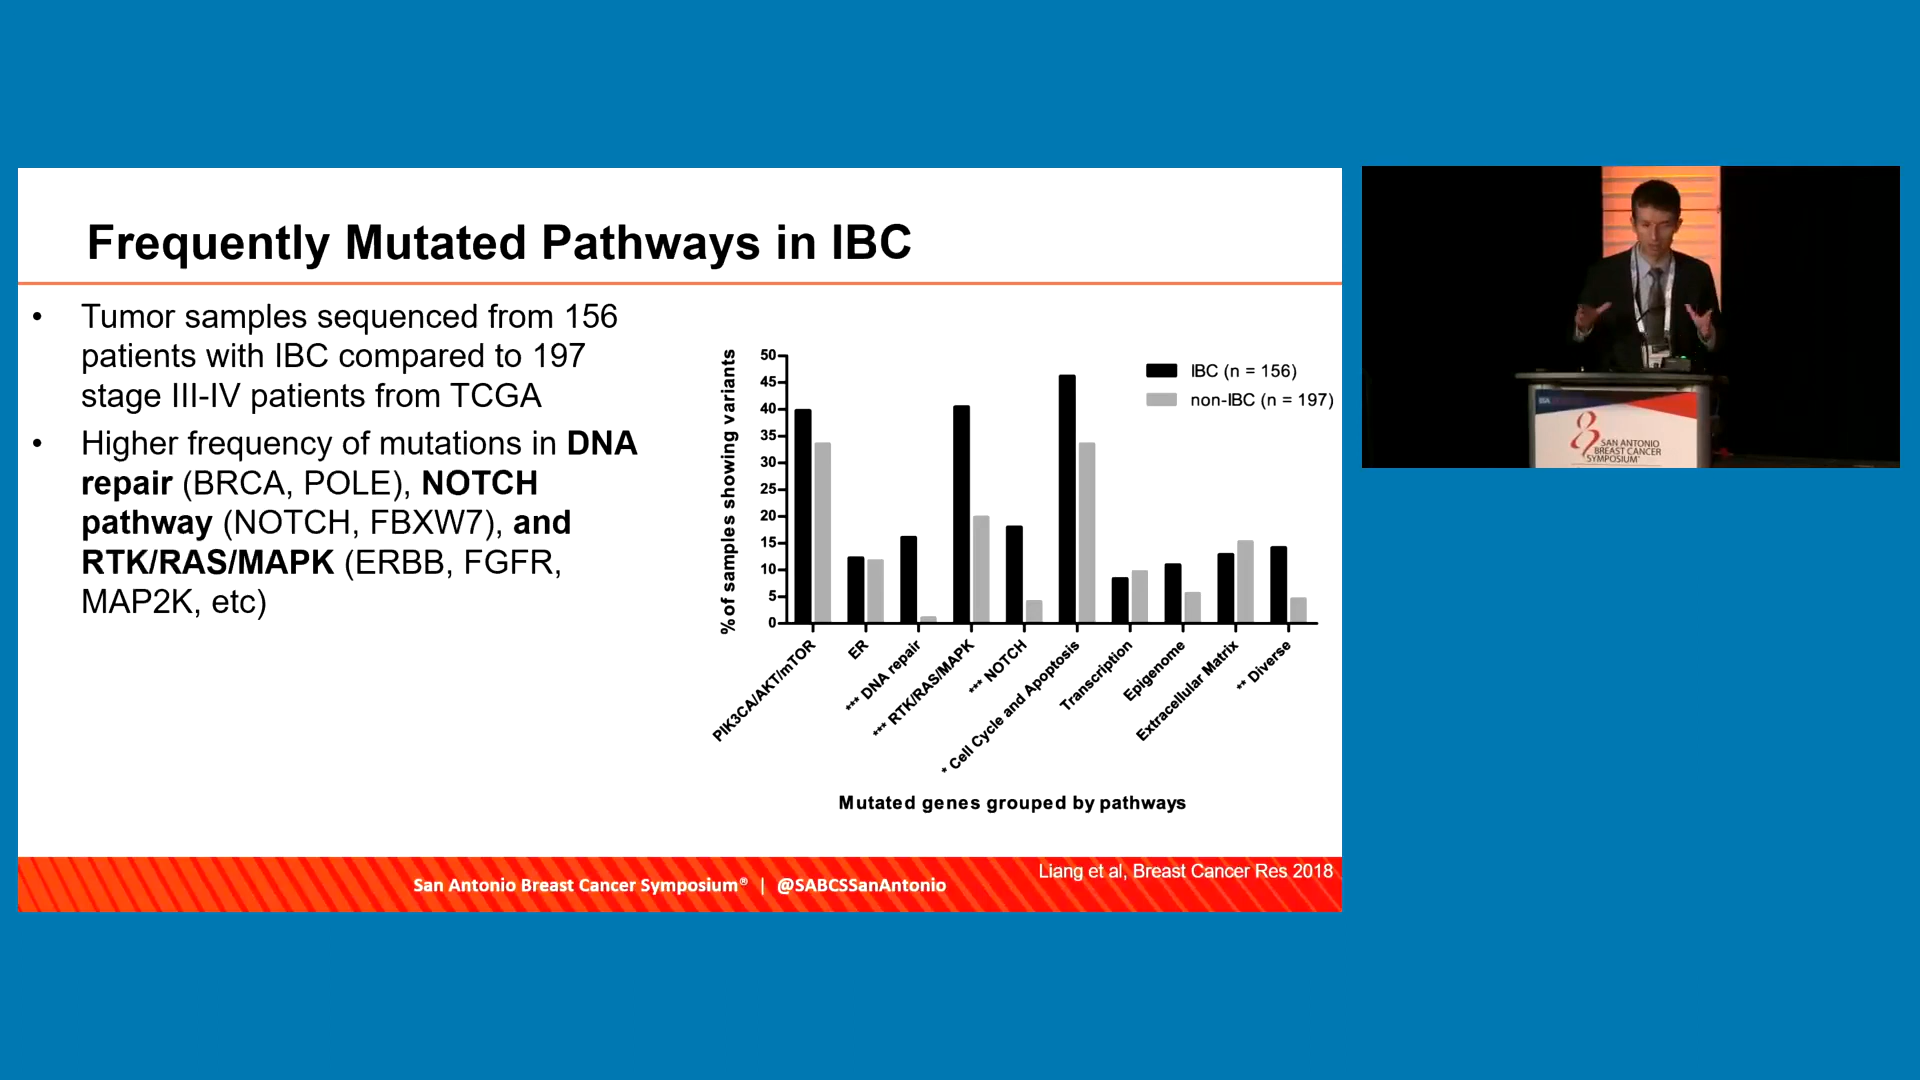 Frequently Mutated Pathways in IBC
• Tumor samples sequenced from 156
patients with IBC compared to 197
stage III-IV patients from TCGA
• Higher frequency of mutations in DNA
repair (BRCA, POLE), NOTCH
pathway (NOTCH, FBXW7), and
RTK/RAS/MAPK (ERBB, FGFR,
MAP2K, etc)
% of samples showing variants
50
45
40
35
30
25
20
15
10
5
0
IBC (n = 156)
non-IBC (n = 197)
PIK3CA/AKT/mTOR
ER
*** DNA repair
*** RTK/RAS/MAPK
*** NOTCH
* Cell Cycle and Apoptosis
Transcription
Epigenome
Extracellular Matrix
** Diverse
Mutated genes grouped by pathways
Liang et al, Breast Cancer Res 2018
San Antonio Breast Cancer Symposium® | @SABCSSanAntonio
SAN ANTONIO
BREAST CANCER
SYMPOSIUM®